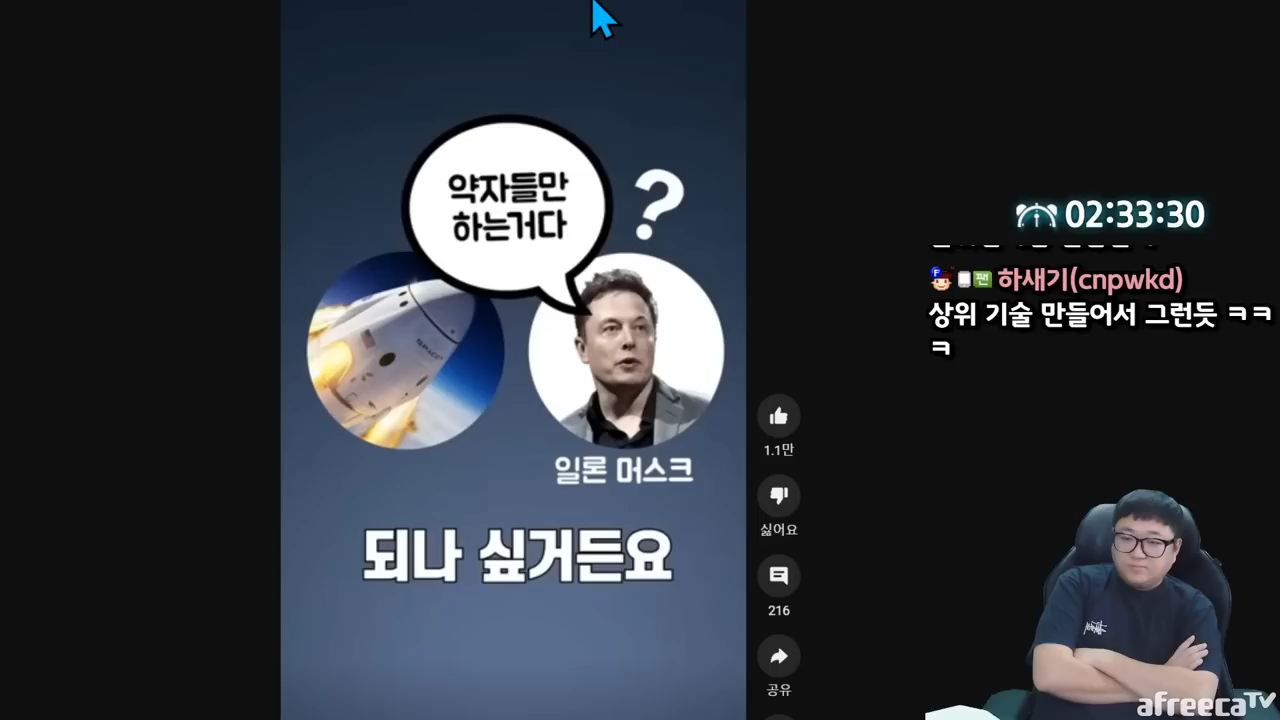 약자들만
하는거다
?
일론 머스크
되나 싶거든요
1.1만
싫어요
216
공유
02:33:30
F 팬 하새기(cnpwkd)
상위 기술 만들어서 그런듯 ㅋㅋ
ㅋ
afreecaTV